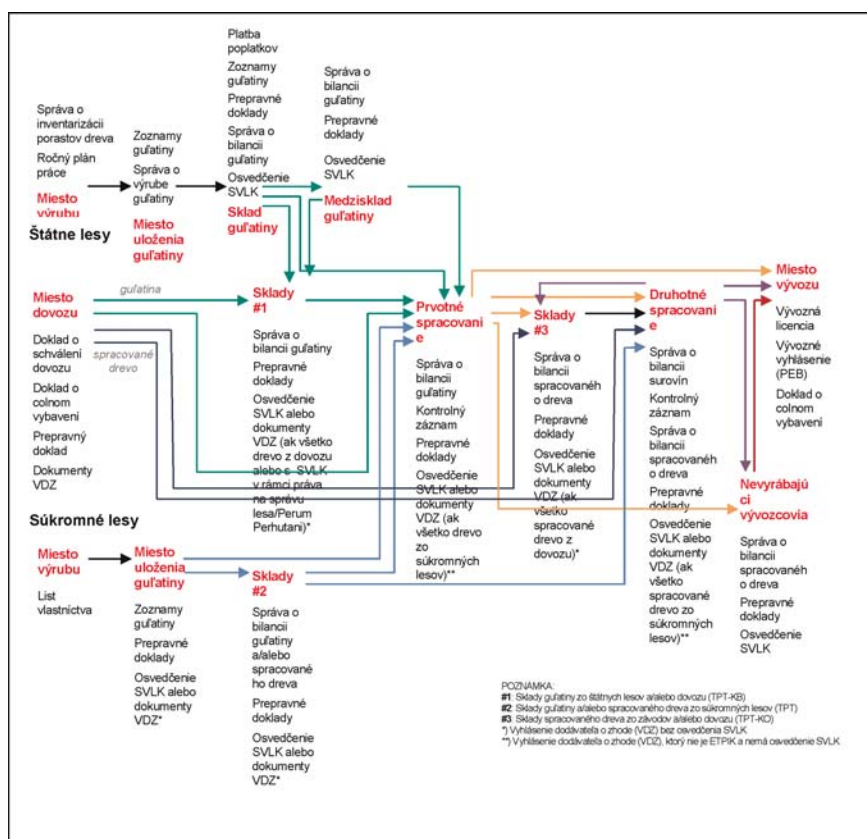 Správa o
inventarizácii
porastov dreva
Ročný plán
práce
Miesto
výrubu
Štátne lesy
Zoznamy
guľatiny
Správa o
výrube
guľatiny
Miesto
uloženia
guľatiny
Platba
poplatkov
Zoznamy
guľatiny
Prepravné
doklady
Správa o
bilancii
guľatiny
Osvedčenie
SVLK
Sklad
guľatiny
Správa o
bilancii
guľatiny
Prepravné
doklady
Osvedčenie
SVLK
Medzisklad
guľatiny
Miesto
dovozu
guľatina
spracované
drevo
Doklad o
schválení
dovozu
Doklad o
colnom
vybavení
Prepravný
doklad
Dokumenty
VDZ
Sklady
#1
Správa o
bilancii guľatiny
Prepravné
doklady
Osvedčenie
SVLK alebo
dokumenty
VDZ (ak všetko
drevo z dovozu
alebo s SVLK
v rámci práva
na správu
lesa/Perum
Perhutani)*
Prvotné
spracovani
e
Správa o
bilancii
guľatiny
Kontrolný
záznam
Prepravné
doklady
Osvedčenie
SVLK alebo
dokumenty
VDZ (ak
všetko drevo
zo
súkromných
lesov)**
Sklady
#3
Správa o
bilancii
spracovanéh
o dreva
Prepravné
doklady
Osvedčenie
SVLK alebo
dokumenty
VDZ (ak
všetko
spracované
drevo z
dovozu)*
Druhotné
spracovani
e
Správa o
bilancii
surovín
Kontrolný
záznam
Správa o
bilancii
spracovanéh
o dreva
Prepravné
doklady
Osvedčenie
SVLK alebo
dokumenty
VDZ (ak
všetko
spracované
drevo zo
súkromných
lesov)**
Miesto
vývozu
Vývozná
licencia
Vývozné
vyhlásenie
(PEB)
Doklad o
colnom
vybavení
Nevyrábajú
ci
vývozcovia
Správa o
bilancii
spracovanéh
o dreva
Prepravné
doklady
Osvedčenie
SVLK
Súkromné lesy
Miesto
výrubu
List
vlastníctva
Miesto
uloženia
guľatiny
Zoznamy
guľatiny
Prepravné
doklady
Osvedčenie
SVLK alebo
dokumenty
VDZ*
Sklady
#2
Správa o
bilancii
guľatiny
a/alebo
spracované
ho dreva
Prepravné
doklady
Osvedčenie
SVLK alebo
dokumenty
VDZ*
POZNÁMKA:
#1: Sklady guľatiny zo štátnych lesov a/alebo dovozu (TPT-KB)
#2: Sklady guľatiny a/alebo spracovaného dreva zo súkromných lesov (TPT)
#3: Sklady spracovaného dreva zo závodov a/alebo dovozu (TPT-KO)
*) Vyhlásenie dodávateľa o zhode (VDZ) bez osvedčenia SVLK
**) Vyhlásenie dodávateľa o zhode (VDZ), ktorý nie je ETPIK a nemá osvedčenie SVLK